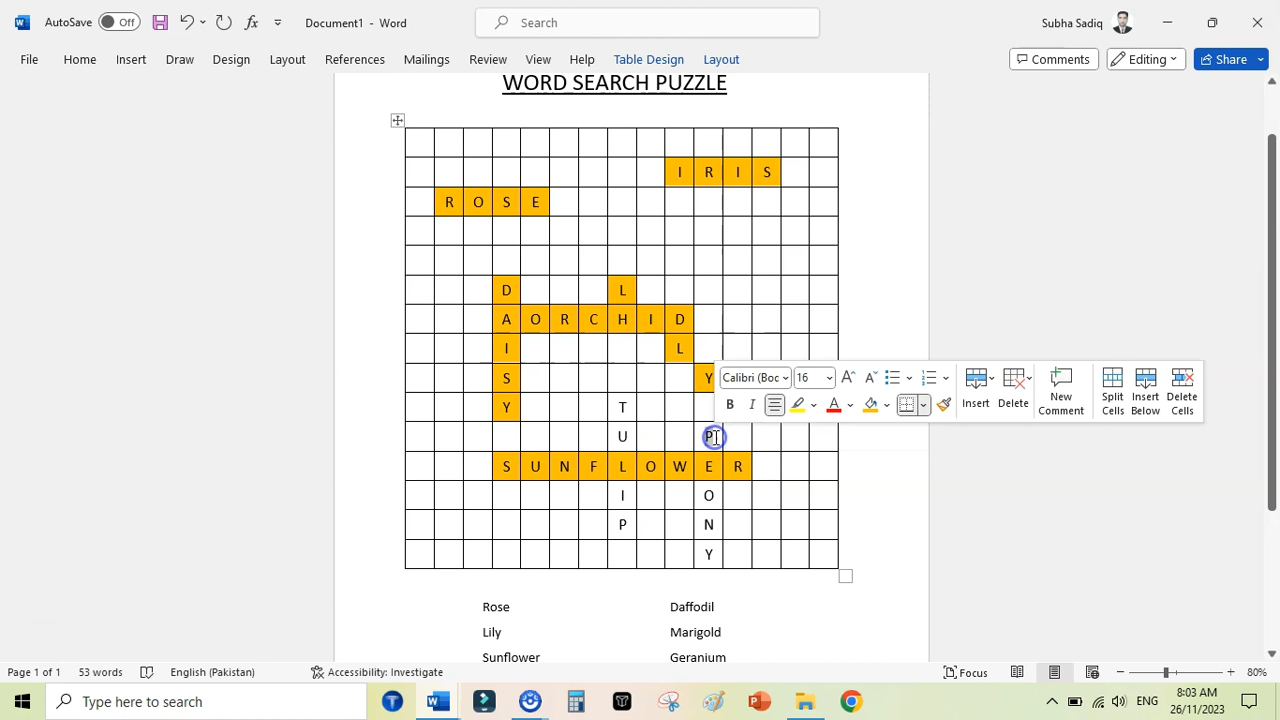 AutoSave Off Document1 - Word Search Subha Sadiq
File Home Insert Draw Design Layout References Mailings Review View Help Table Design Layout Comments Editing Share
WORD SEARCH PUZZLE
I R I S
R O S E
D L
A O R C H I D
I L
S Y
Y T
U P
S U N F L O W E R
I O
P N
Y
Calibri (Boc 16
B I A
Insert Delete New Comment Split Cells Insert Below Delete Cells
Rose Daffodil
Lily Marigold
Sunflower Geranium
Page 1 of 1 53 words English (Pakistan) Accessibility: Investigate Focus 80%
Type here to search ENG 8:03 AM
26/11/2023